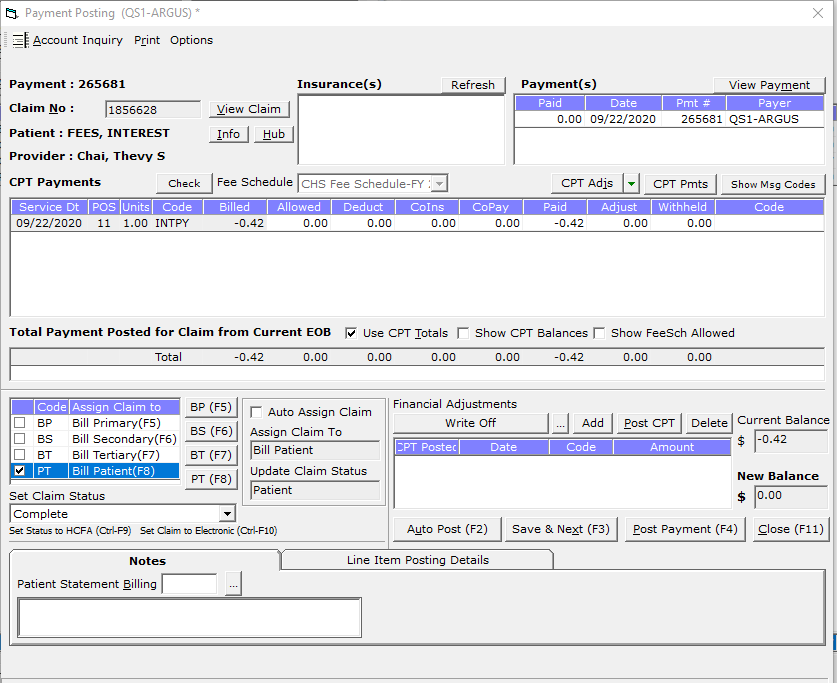 Payment Posting (QS1-ARGUS) *
Account Inquiry Print Options
Payment : 265681
Insurance(s) Refresh
Payment(s) View Payment
Claim No : 1856628 View Claim
Paid Date Pmt # Payer
0.00 09/22/2020 265681 QS1-ARGUS
Patient : FEES, INTEREST Info Hub
Provider : Chai, Thevy S
CPT Payments Check Fee Schedule CHS Fee Schedule-FY CPT Adjs CPT Pmts Show Msg Codes
Service Dt POS Units Code Billed Allowed Deduct CoIns CoPay Paid Adjust Withheld Code
09/22/2020 11 1.00 INTPY -0.42 0.00 0.00 0.00 0.00 -0.42 0.00 0.00
Total Payment Posted for Claim from Current EOB Use CPT Totals Show CPT Balances Show FeeSch Allowed
Total -0.42 0.00 0.00 0.00 0.00 -0.42 0.00 0.00
Code Assign Claim to
BP Bill Primary(F5)
BS Bill Secondary(F6)
BT Bill Tertiary(F7)
PT Bill Patient(F8)
BP (F5)
BS (F6)
BT (F7)
PT (F8)
Auto Assign Claim
Assign Claim To
Bill Patient
Update Claim Status
Patient
Financial Adjustments
Write Off ... Add Post CPT Delete
CPT Posted Date Code Amount
Current Balance
$ -0.42
New Balance
$ 0.00
Set Claim Status
Complete
Set Status to HCFA (Ctrl-F9) Set Claim to Electronic (Ctrl-F10)
Auto Post (F2) Save & Next (F3) Post Payment (F4) Close (F11)
Notes Line Item Posting Details
Patient Statement Billing ...